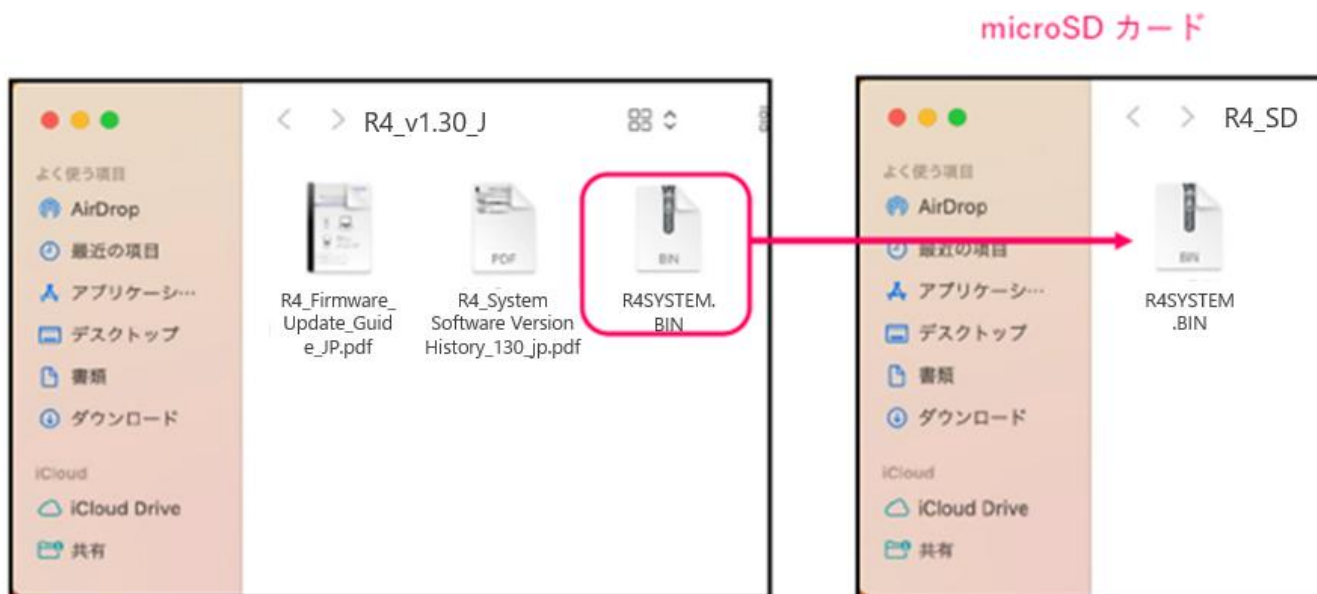 microSD カード
R4_v1.30_J
よく使う項目
AirDrop
最近の項目
アプリケーシ…
デスクトップ
書類
ダウンロード
iCloud
iCloud Drive
共有
R4_Firmware_
Update_Guid
e_JP.pdf
PDF
R4_System
Software Version
History_130_jp.pdf
BIN
R4SYSTEM.
BIN
R4_SD
よく使う項目
AirDrop
最近の項目
アプリケーシ…
デスクトップ
書類
ダウンロード
iCloud
iCloud Drive
共有
BIN
R4SYSTEM
.BIN